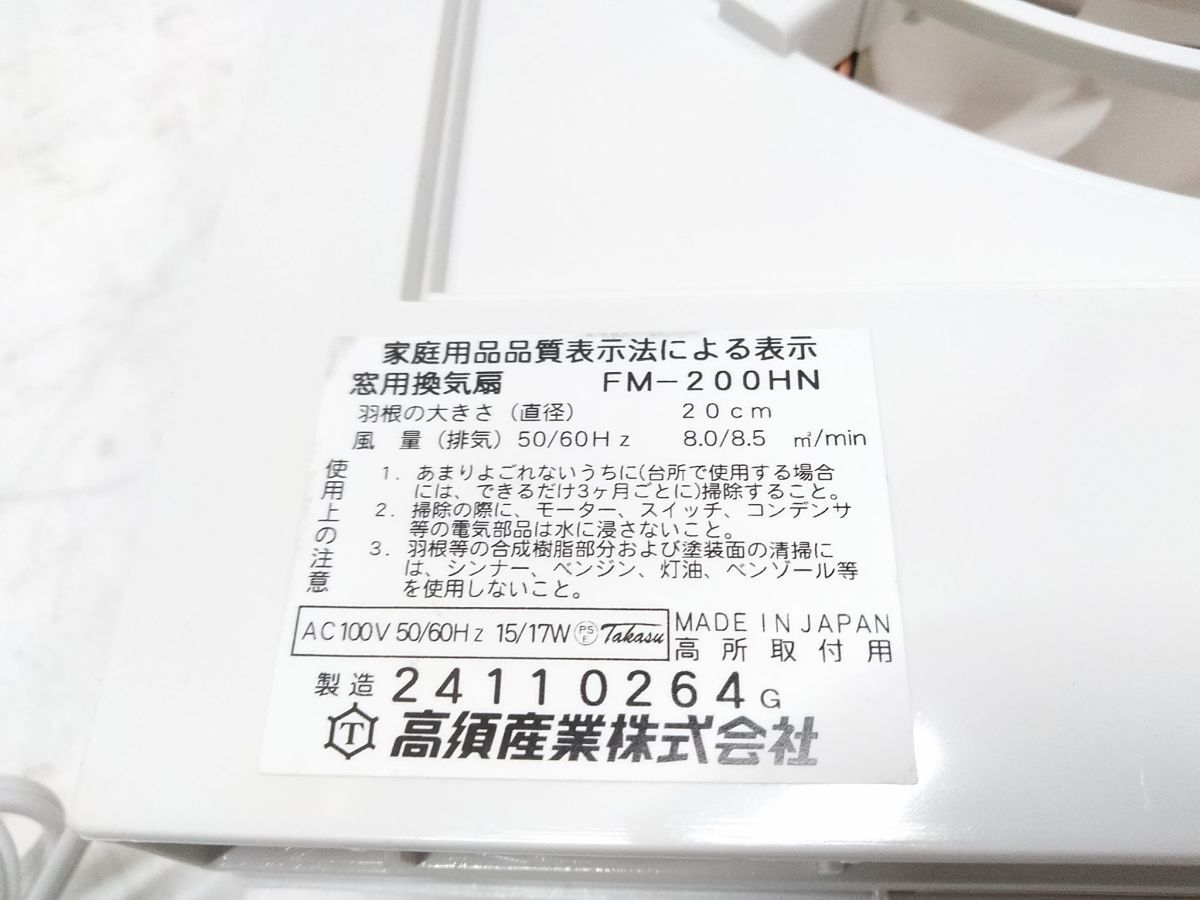 家庭用品品質表示法による表示
窓用換気扇 FM-200HN
羽根の大きさ(直径) 20cm
風 量(排気)50/60Hz 8.0/8.5 ㎥/min
使用上の注意
1. あまりよごれないうちに(台所で使用する場合
には、できるだけ3ヶ月ごとに)掃除すること。
2. 掃除の際に、モーター、スイッチ、コンデンサ
等の電気部品は水に浸さないこと。
3. 羽根等の合成樹脂部分および塗装面の清掃に
は、シンナー、ベンジン、灯油、ベンゾール等
を使用しないこと。
AC100V 50/60Hz 15/17W PSE Takasu
MADE IN JAPAN
高所取付用
製造 24110264G
T 高須産業株式会社